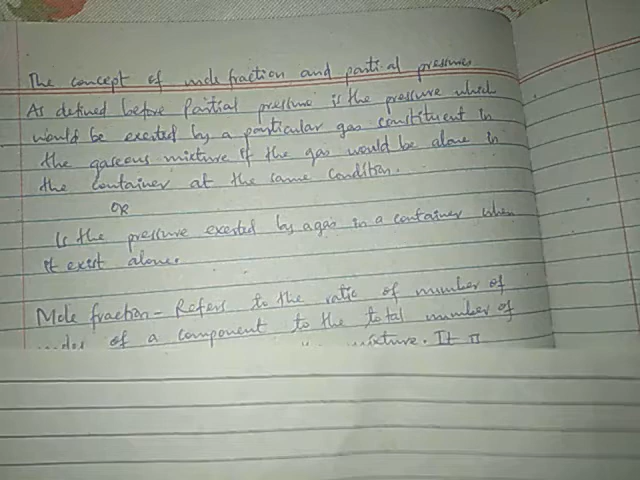 The concept of mole fraction and partial pressures
As defined before Partial pressure is the pressure which
would be exerted by a particular gas constituent in
the gaseous mixture if the gas would be alone in
the container at the same condition.
OR
Is the pressure exerted by a gas in a container when
it exist alone.
Mole fraction - Refers to the ratio of number of
of a component to the total number of
mixture. It